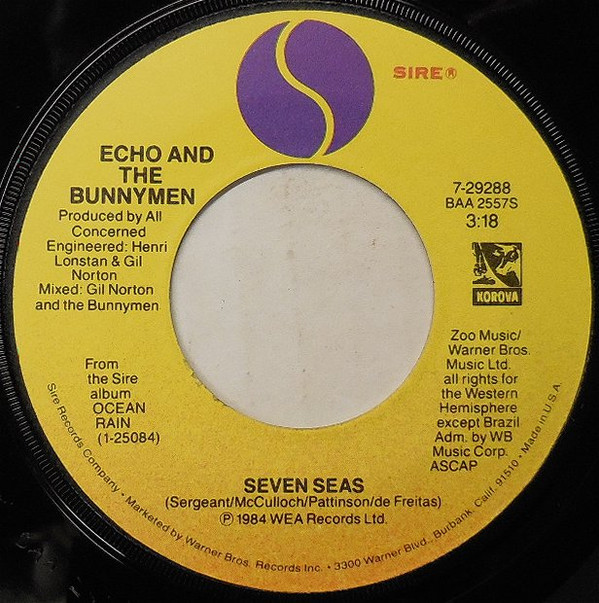 SIRE®
ECHO AND
THE
BUNNYMEN
Produced by All
Concerned
Engineered: Henri
Lonstan & Gil
Norton
Mixed: Gil Norton
and the Bunnymen
7-29288
BAA 2557S
3:18
KOROVA
From
the Sire
album
OCEAN
RAIN
(1-25084)
Zoo Music/
Warner Bros.
Music Ltd.
all rights for
the Western
Hemisphere
except Brazil
Adm. by WB
Music Corp.
ASCAP
SEVEN SEAS
(Sergeant/McCulloch/Pattinson/de Freitas)
℗ 1984 WEA Records Ltd.
Sire Records Company • Marketed by Warner Bros. Records Inc. • 3300 Warner Blvd., Burbank, Calif. 91510 • Made in U.S.A.